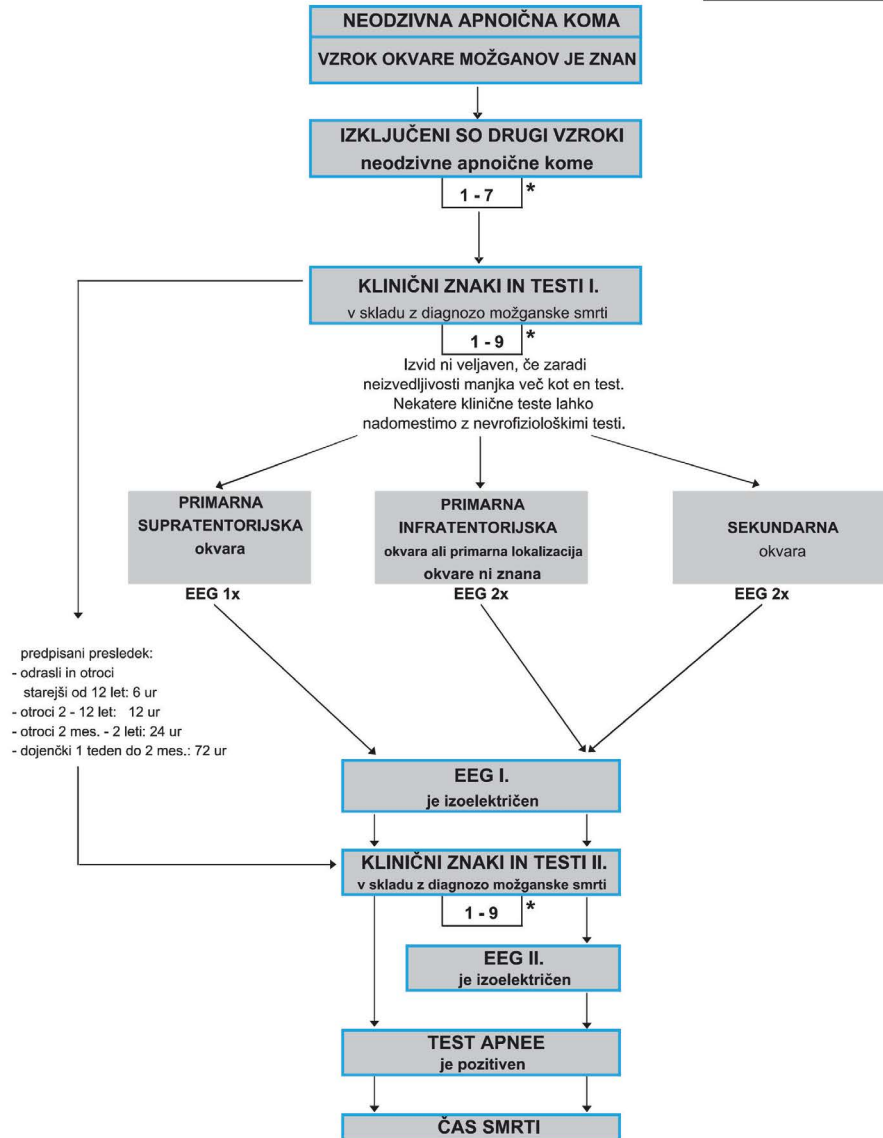 NEODZIVNA APNOIČNA KOMA
VZROK OKVARE MOŽGANOV JE ZNAN
IZKLJUČENI SO DRUGI VZROKI
neodzivne apnoične kome
1 - 7 *
KLINIČNI ZNAKI IN TESTI I.
v skladu z diagnozo možganske smrti
1 - 9 *
Izvid ni veljaven, če zaradi
neizvedljivosti manjka več kot en test.
Nekatere klinične teste lahko
nadomestimo z nevrofiziološkimi testi.
PRIMARNA
SUPRATENTORIJSKA
okvara
EEG 1x
PRIMARNA
INFRATENTORIJSKA
okvara ali primarna lokalizacija
okvare ni znana
EEG 2x
SEKUNDARNA
okvara
EEG 2x
predpisani presledek:
- odrasli in otroci
starejši od 12 let: 6 ur
- otroci 2 - 12 let: 12 ur
- otroci 2 mes. - 2 leti: 24 ur
- dojenčki 1 teden do 2 mes.: 72 ur
EEG I.
je izoelektričen
KLINIČNI ZNAKI IN TESTI II.
v skladu z diagnozo možganske smrti
1 - 9 *
EEG II.
je izoelektričen
TEST APNEE
je pozitiven
ČAS SMRTI